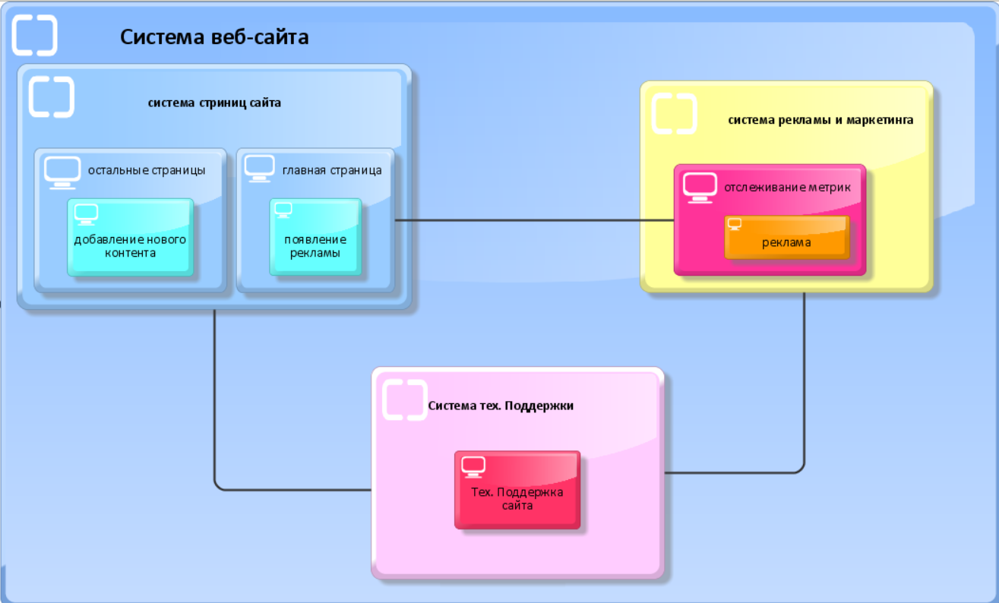 Система веб-сайта
система стриниц сайта
остальные страницы
добавление нового
контента
главная страница
появление
рекламы
система рекламы и маркетинга
отслеживание метрик
реклама
Система тех. Поддержки
Тех. Поддержка
сайта